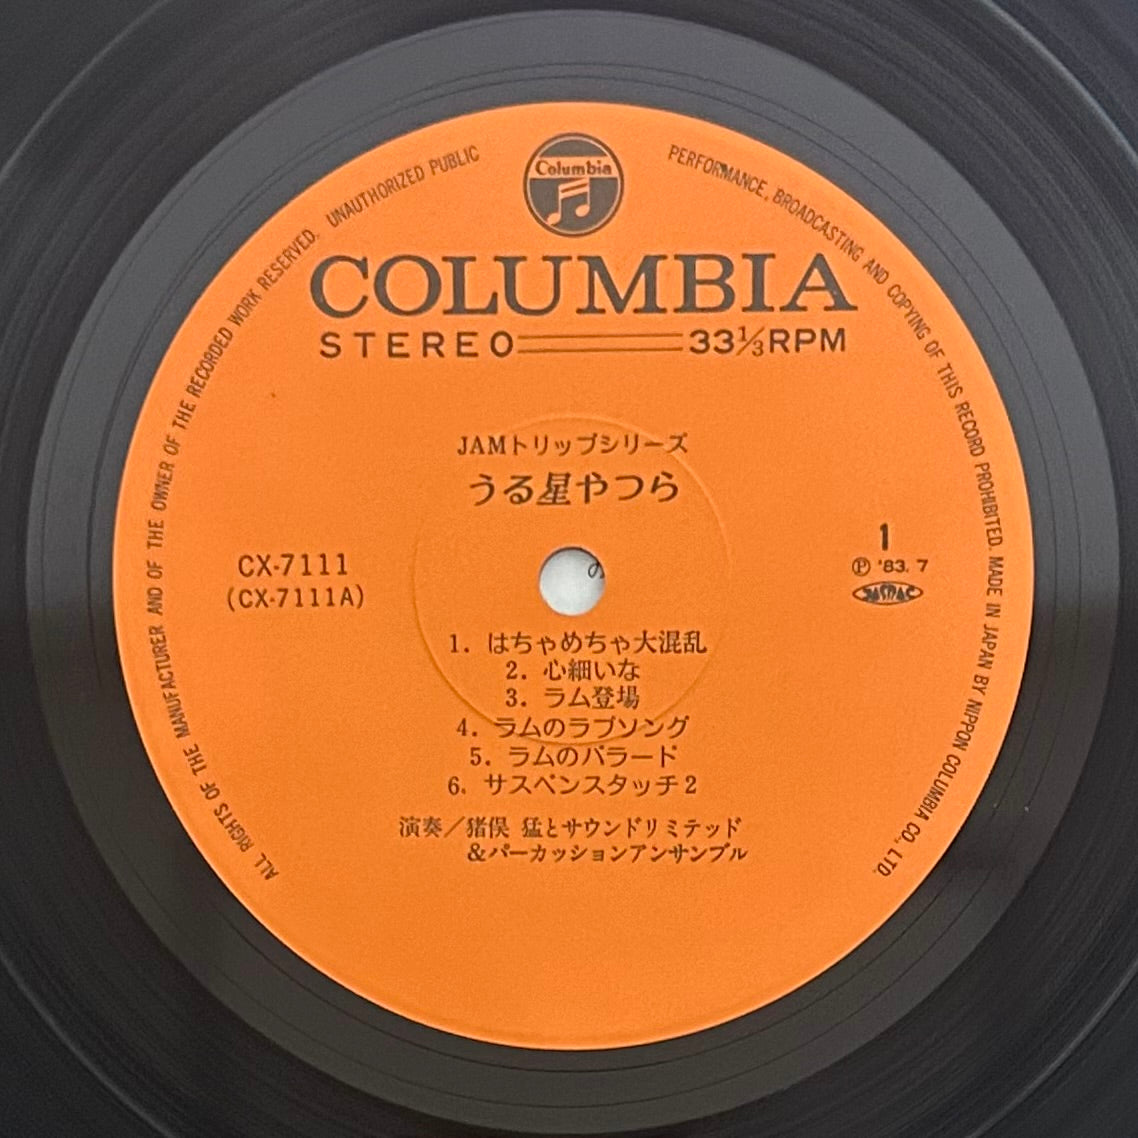 Columbia
COLUMBIA
STEREO 33⅓RPM
JAMトリップシリーズ
うる星やつら
CX-7111
(CX-7111A)
1
Ⓟ '83. 7
JASRAC
の
1. はちゃめちゃ大混乱
2. 心細いな
3. ラム登場
4. ラムのラブソング
5. ラムのバラード
6. サスペンスタッチ2
演奏/猪俣 猛とサウンドリミテッド
&パーカッションアンサンブル
ALL RIGHTS OF THE MANUFACTURER AND OF THE OWNER OF THE RECORDED WORK RESERVED. UNAUTHORIZED PUBLIC PERFORMANCE, BROADCASTING AND COPYING OF THIS RECORD PROHIBITED. MADE IN JAPAN BY NIPPON COLUMBIA CO., LTD.